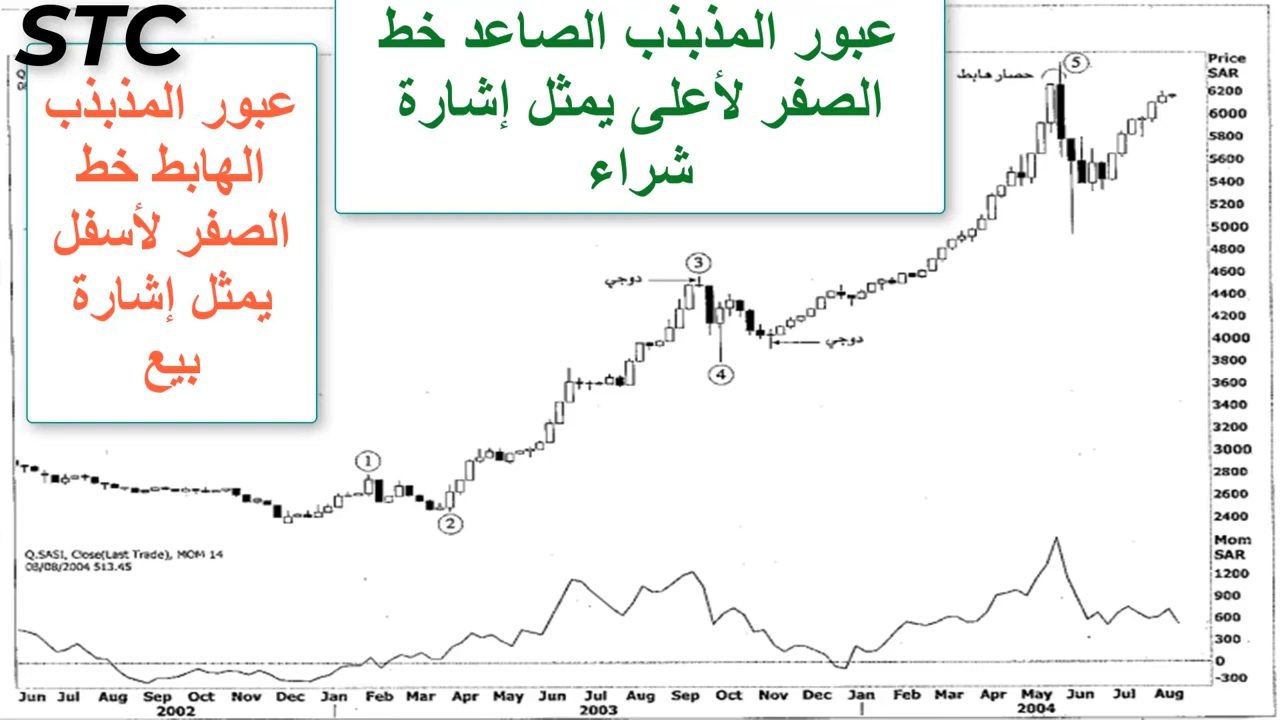 STC
عبور المذبذب الصاعد خط
الصفر لأعلى يمثل إشارة
شراء
عبور المذبذب
الهابط خط
الصفر لأسفل
يمثل إشارة
بيع
5
حصار هابط
3
دوجي
دوجي
4
1
2
Price
SAR
6200
6000
5800
5600
5400
5200
5000
4800
4600
4400
4200
4000
3800
3600
3400
3200
3000
2800
2600
2400
Q.SASI, Close(Last Trade), MOM 14
08/08/2004 513.45
Mom
SAR
1200
900
600
300
0
-300
Jun Jul Aug Sep Oct Nov Dec Jan Feb Mar Apr May Jun Jul Aug Sep Oct Nov Dec Jan Feb Mar Apr May Jun Jul Aug
2002 2003 2004